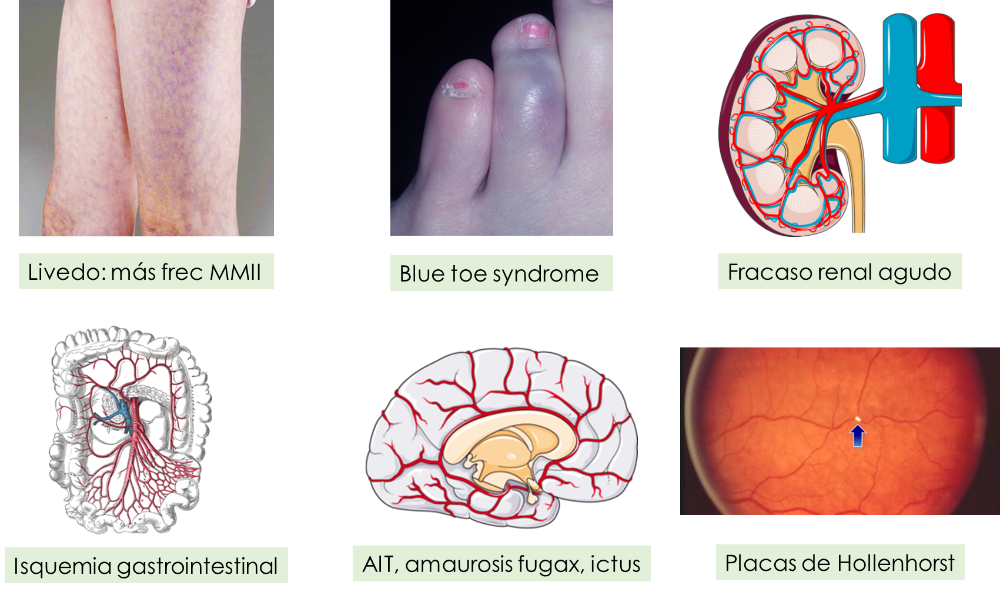 Livedo: más frec MMII
Blue toe syndrome
Fracaso renal agudo
Isquemia gastrointestinal
AIT, amaurosis fugax, ictus
Placas de Hollenhorst